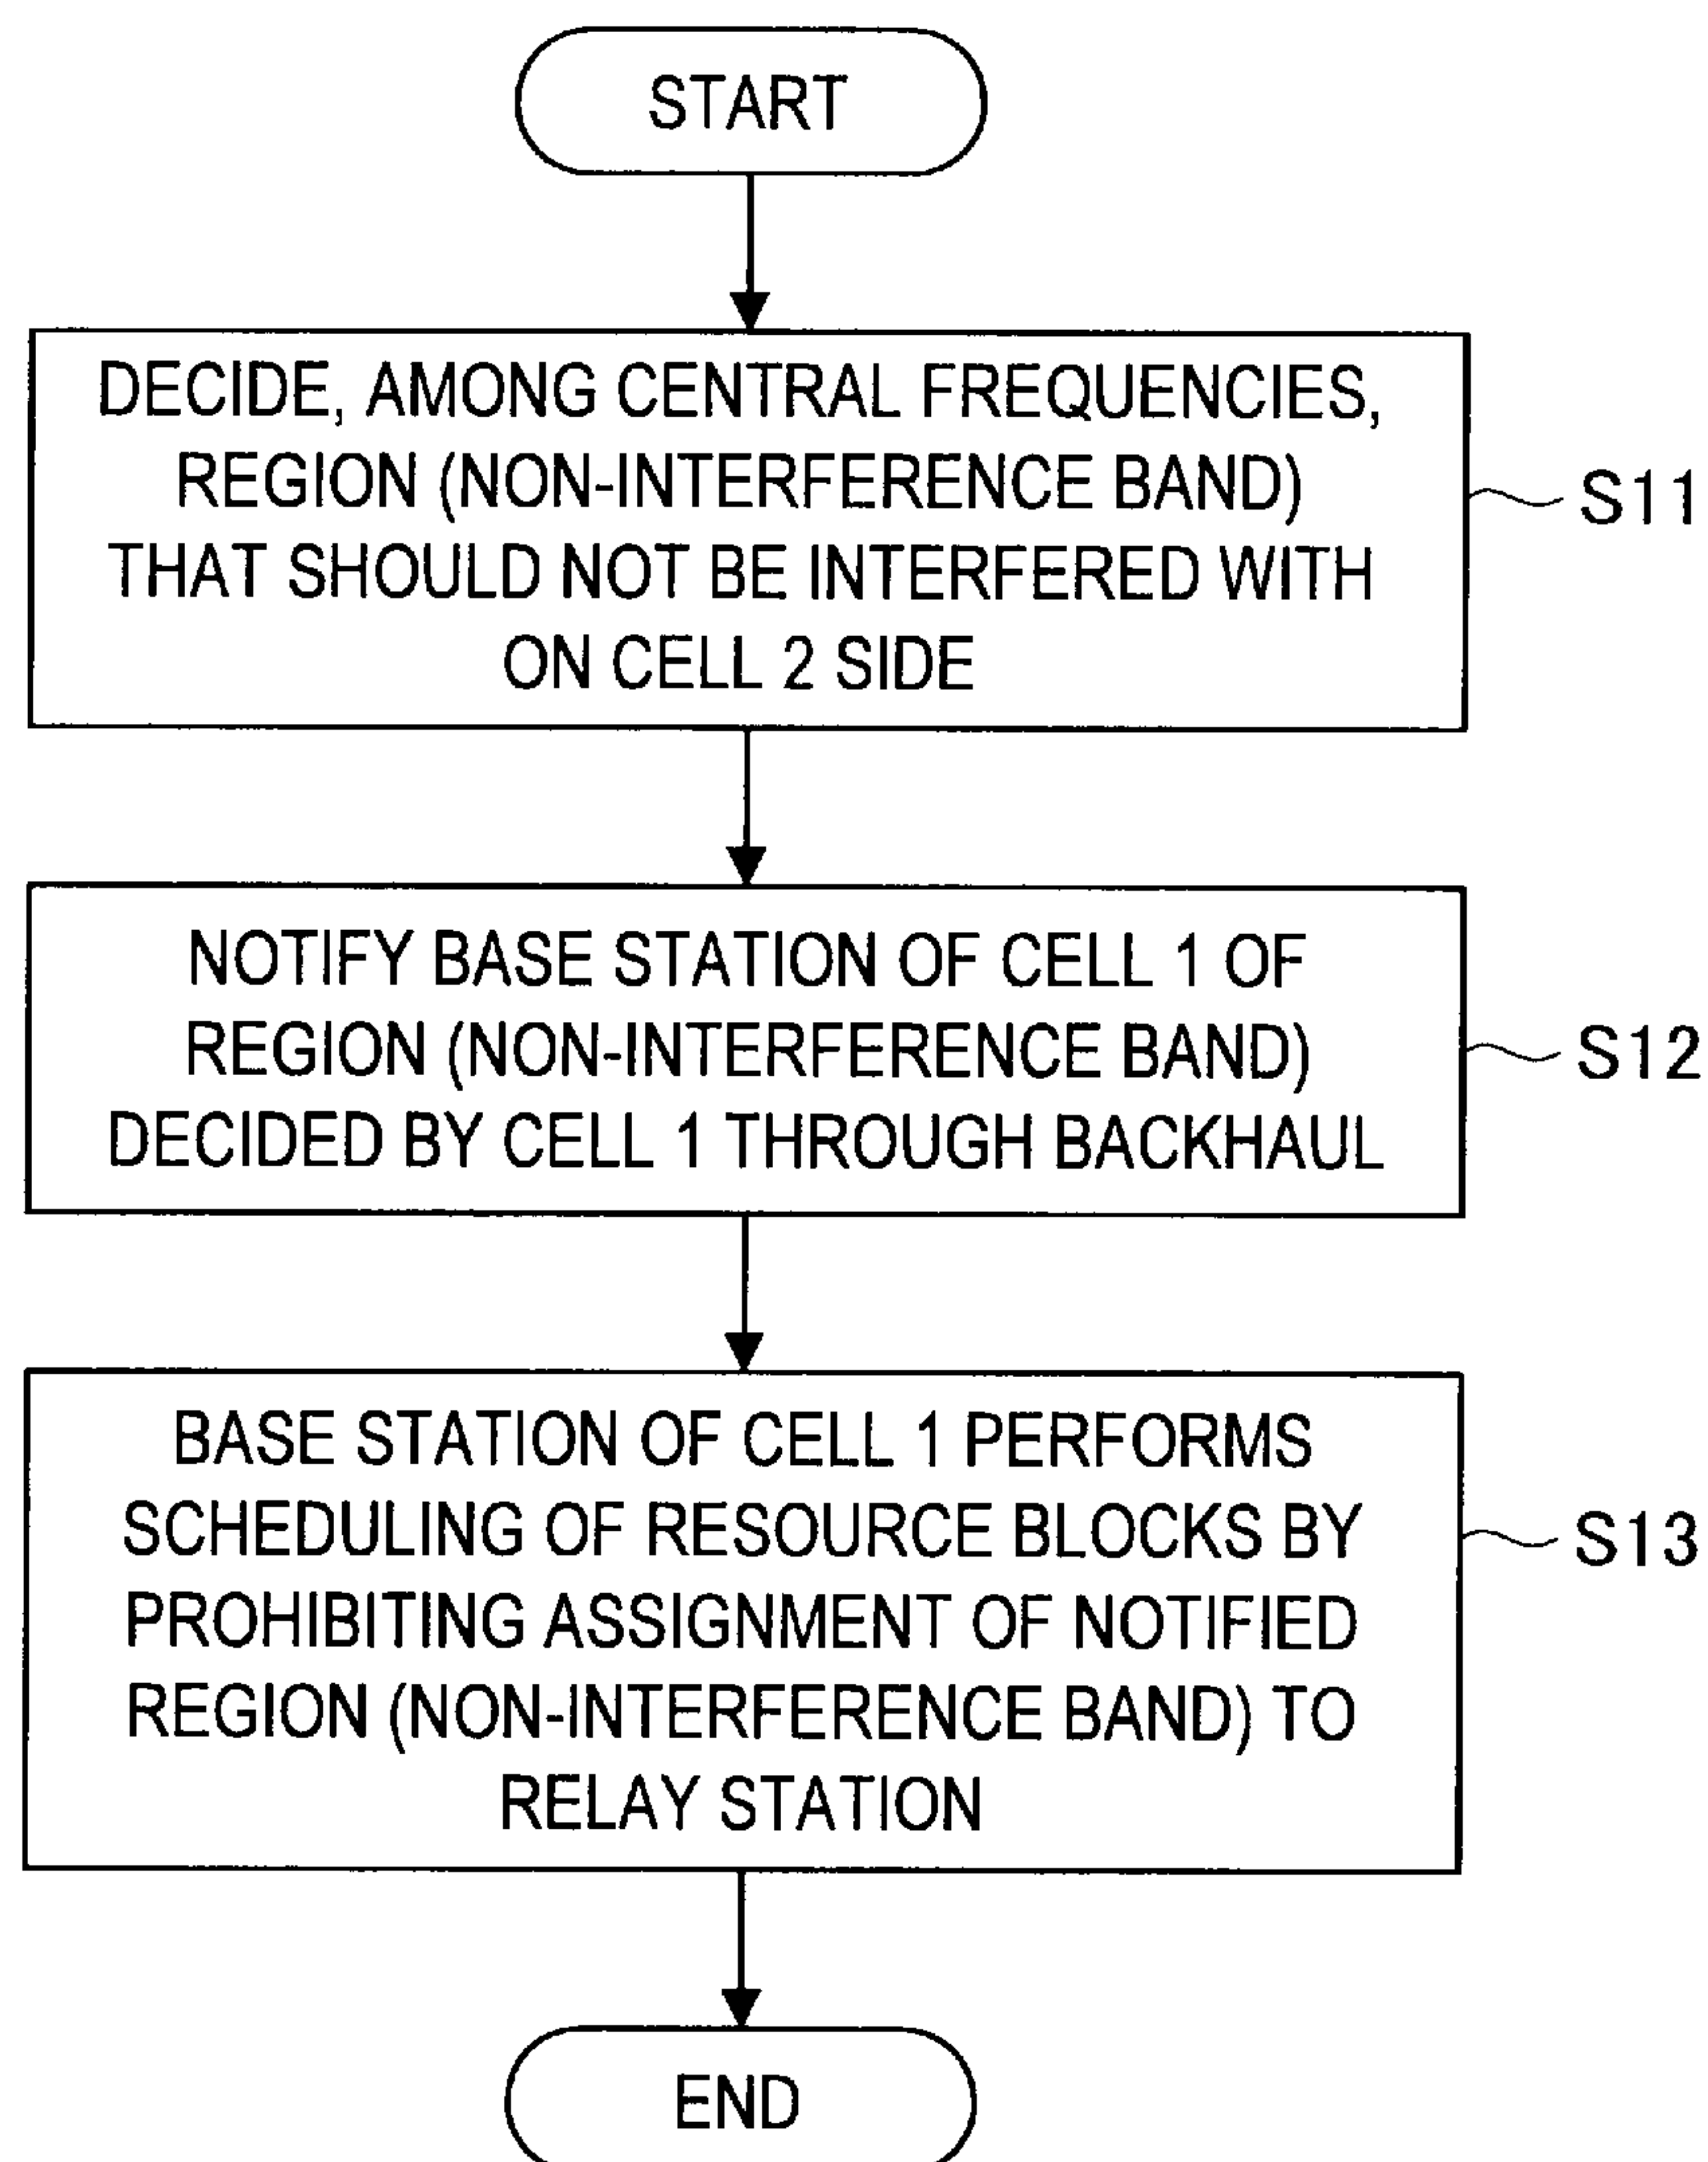 START
DECIDE, AMONG CENTRAL FREQUENCIES,
REGION (NON-INTERFERENCE BAND)
THAT SHOULD NOT BE INTERFERED WITH
ON CELL 2 SIDE
S11
NOTIFY BASE STATION OF CELL 1 OF
REGION (NON-INTERFERENCE BAND)
DECIDED BY CELL 1 THROUGH BACKHAUL
S12
BASE STATION OF CELL 1 PERFORMS
SCHEDULING OF RESOURCE BLOCKS BY
PROHIBITING ASSIGNMENT OF NOTIFIED
REGION (NON-INTERFERENCE BAND) TO
RELAY STATION
S13
END